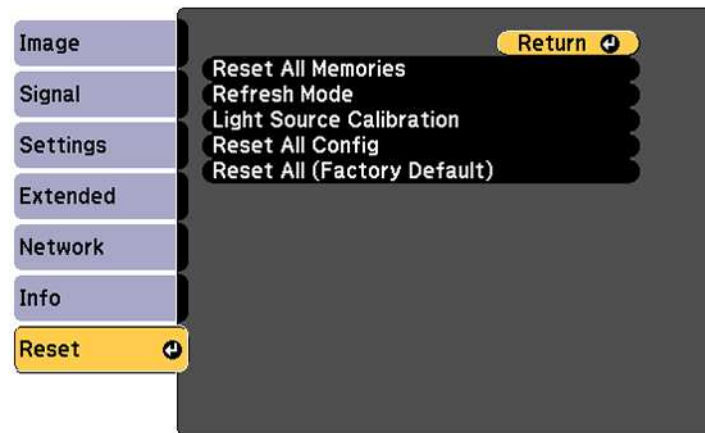 Image
Signal
Settings
Extended
Network
Info
Reset
Return
Reset All Memories
Refresh Mode
Light Source Calibration
Reset All Config
Reset All (Factory Default)